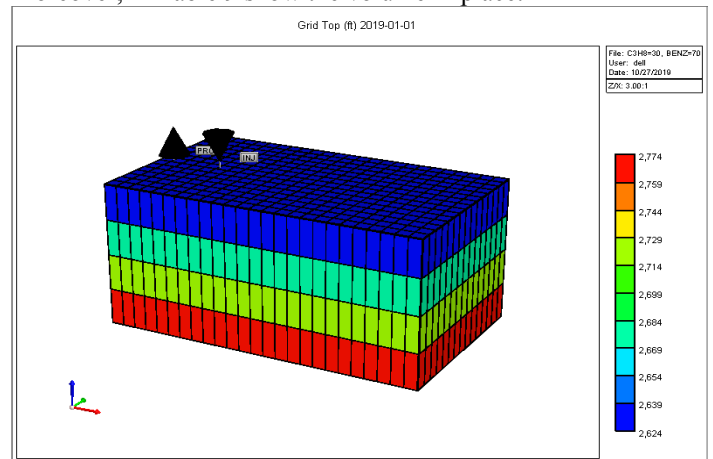 Grid Top (ft) 2019-01-01
File: C3H8=30, BENZ=70
User: dell
Date: 10/27/2019
Z/X: 3.00:1
PRO
INJ
2,774
2,759
2,744
2,729
2,714
2,699
2,684
2,669
2,654
2,639
2,624